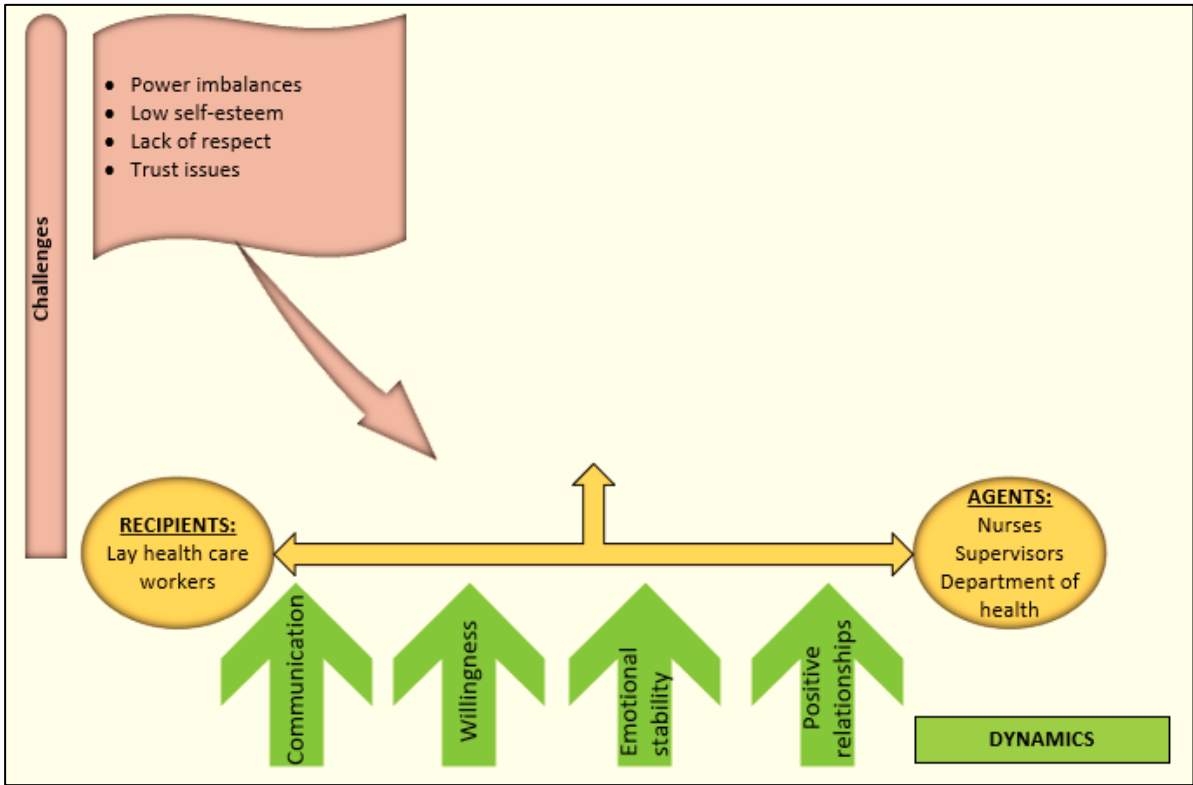 Challenges
● Power imbalances
● Low self-esteem
● Lack of respect
● Trust issues
RECIPIENTS:
Lay health care
workers
AGENTS:
Nurses
Supervisors
Department of
health
Communication
Willingness
Emotional
stability
Positive
relationships
DYNAMICS